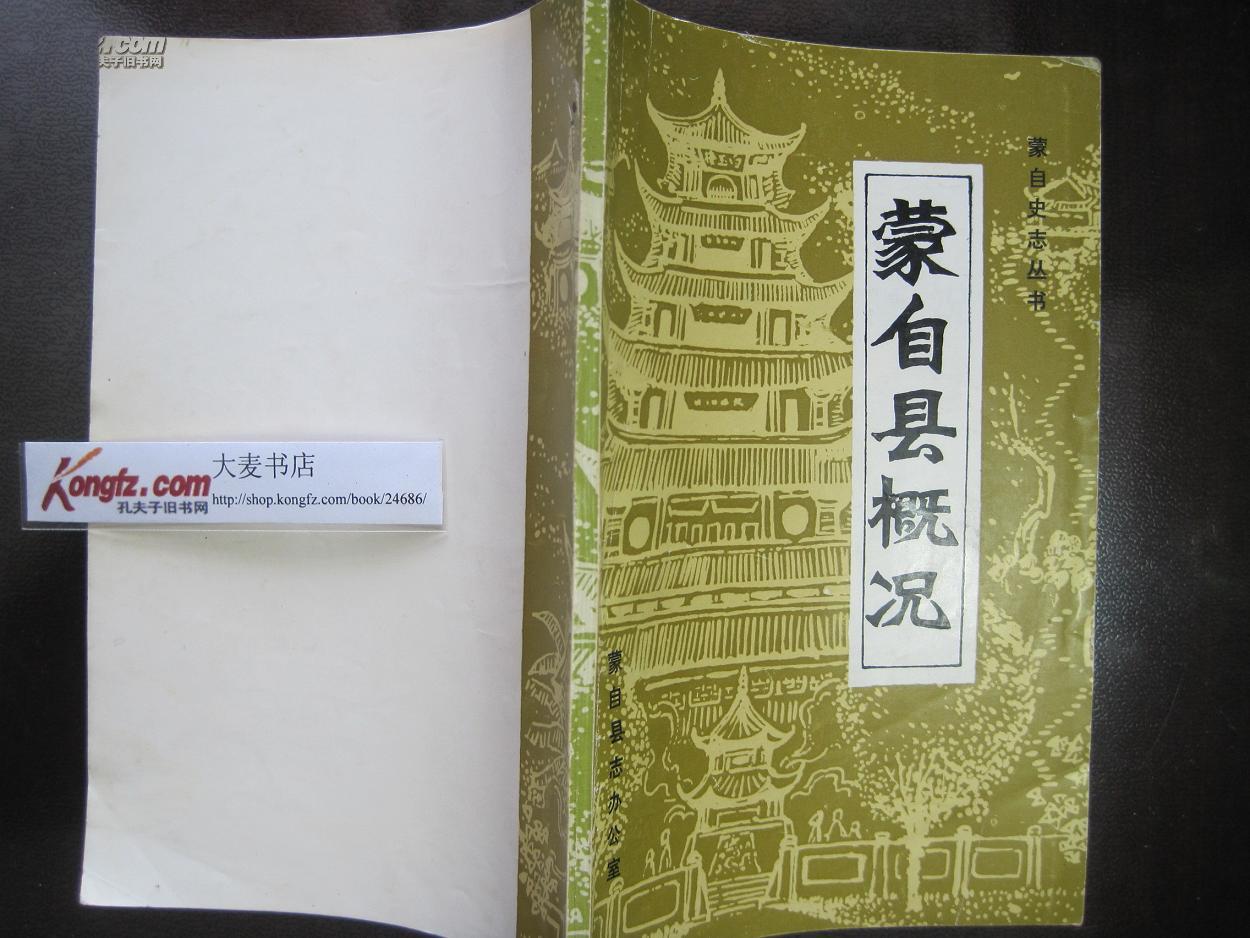 .com
夫子旧书网
蒙自史志丛书
蒙自县概况
蒙自县志办公室
Kongfz.com
孔夫子旧书网
大麦书店
http://shop.kongfz.com/book/24686/